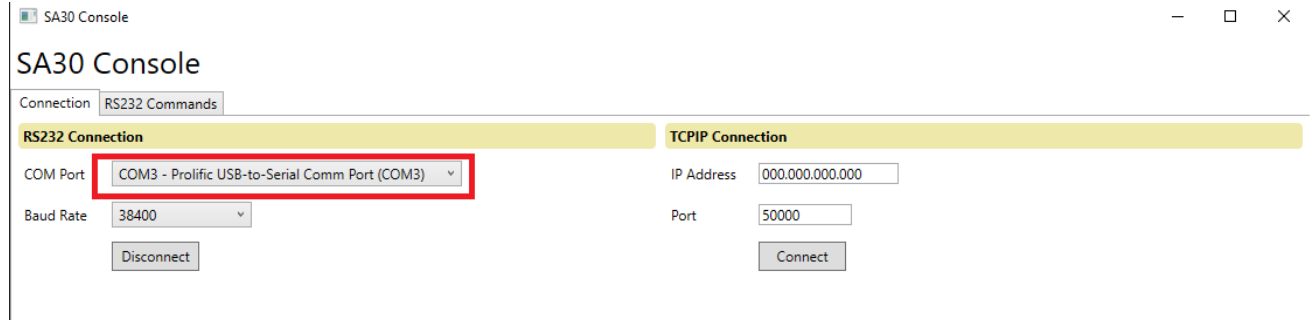 SA30 Console
SA30 Console
Connection RS232 Commands
RS232 Connection
COM Port COM3 - Prolific USB-to-Serial Comm Port (COM3)
Baud Rate 38400
Disconnect
TCPIP Connection
IP Address 000.000.000.000
Port 50000
Connect